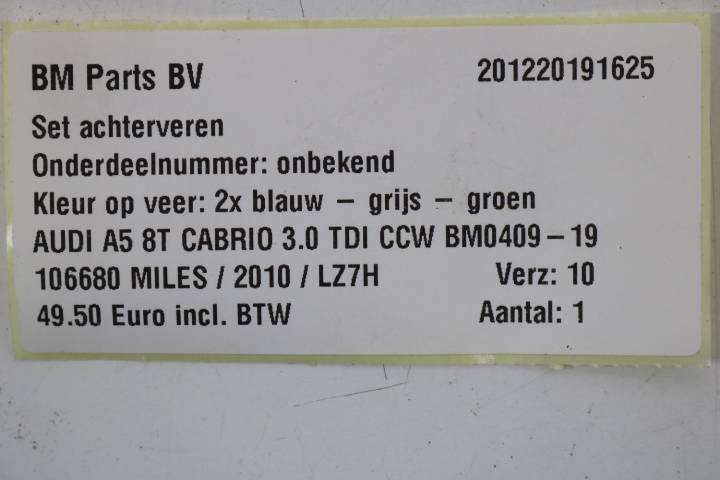 BM Parts BV 201220191625
Set achterveren
Onderdeelnummer: onbekend
Kleur op veer: 2x blauw – grijs – groen
AUDI A5 8T CABRIO 3.0 TDI CCW BM0409–19
106680 MILES / 2010 / LZ7H Verz: 10
49.50 Euro incl. BTW Aantal: 1